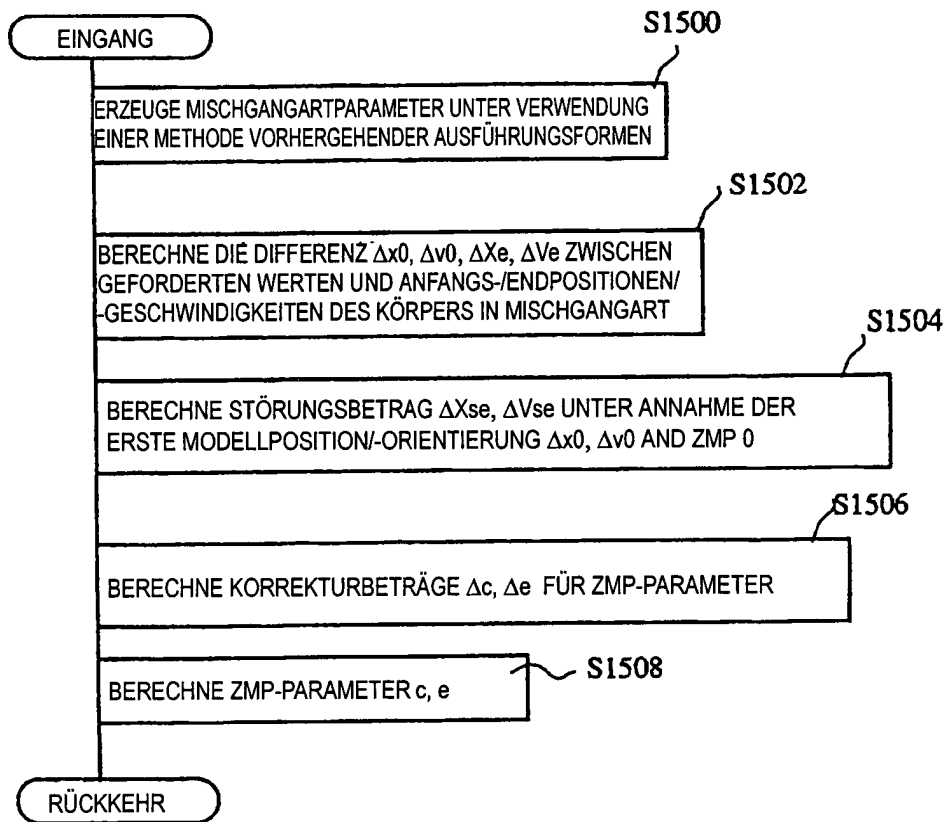 EINGANG
S1500
ERZEUGE MISCHGANGARTPARAMETER UNTER VERWENDUNG
EINER METHODE VORHERGEHENDER AUSFÜHRUNGSFORMEN
S1502
BERECHNE DIE DIFFERENZ Δx0, Δv0, ΔXe, ΔVe ZWISCHEN
GEFORDERTEN WERTEN UND ANFANGS-/ENDPOSITIONEN/
-GESCHWINDIGKEITEN DES KÖRPERS IN MISCHGANGART
S1504
BERECHNE STÖRUNGSBETRAG ΔXse, ΔVse UNTER ANNAHME DER
ERSTE MODELLPOSITION/-ORIENTIERUNG Δx0, Δv0 AND ZMP 0
S1506
BERECHNE KORREKTURBETRÄGE Δc, Δe FÜR ZMP-PARAMETER
S1508
BERECHNE ZMP-PARAMETER c, e
RÜCKKEHR